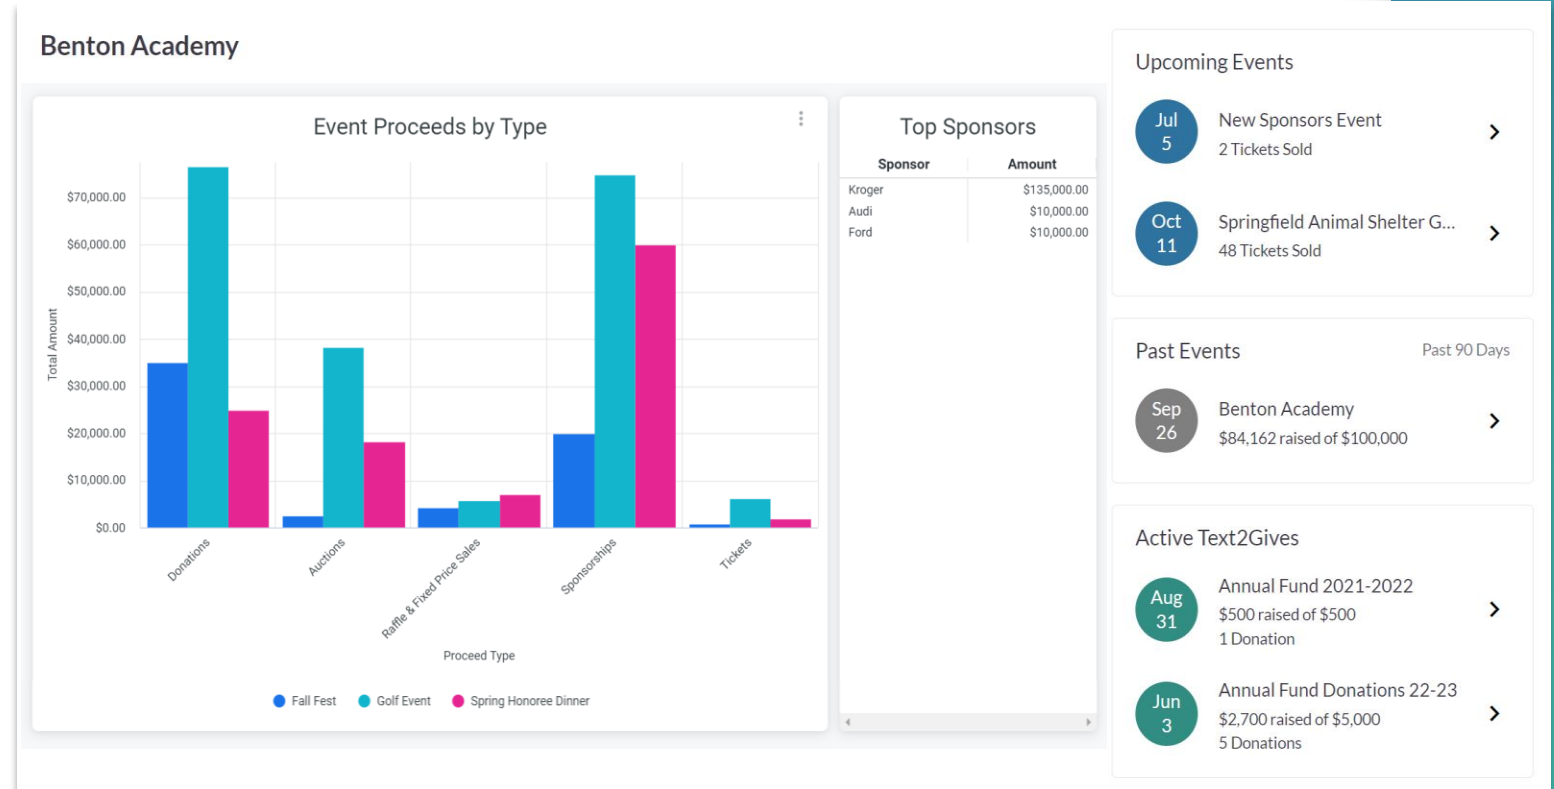 Benton Academy
Event Proceeds by Type
Total Amount
$70,000.00
$60,000.00
$50,000.00
$40,000.00
$30,000.00
$20,000.00
$10,000.00
$0.00
Donations
Auctions
Raffle & Fixed Price Sales
Sponsorships
Tickets
Proceed Type
Fall Fest Golf Event Spring Honoree Dinner
Top Sponsors
Sponsor Amount
Kroger $135,000.00
Audi $10,000.00
Ford $10,000.00
Upcoming Events
Jul
5
New Sponsors Event
2 Tickets Sold
Oct
11
Springfield Animal Shelter G...
48 Tickets Sold
Past Events Past 90 Days
Sep
26
Benton Academy
$84,162 raised of $100,000
Active Text2Gives
Aug
31
Annual Fund 2021-2022
$500 raised of $500
1 Donation
Jun
3
Annual Fund Donations 22-23
$2,700 raised of $5,000
5 Donations